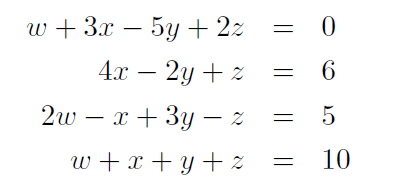 w + 3x − 5y + 2z = 0
4x − 2y + z = 6
2w − x + 3y − z = 5
w + x + y + z = 10